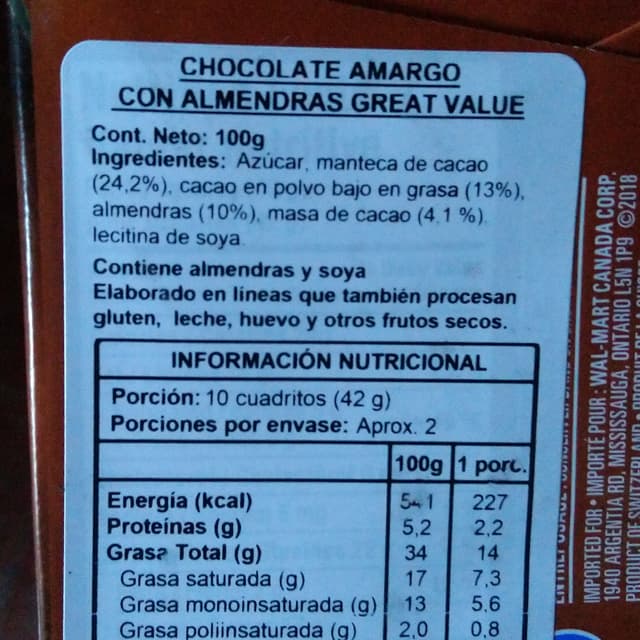 CHOCOLATE AMARGO
CON ALMENDRAS GREAT VALUE
Cont. Neto: 100g
Ingredientes: Azúcar, manteca de cacao
(24,2%), cacao en polvo bajo en grasa (13%),
almendras (10%), masa de cacao (4,1 %).
lecitina de soya.
Contiene almendras y soya
Elaborado en líneas que también procesan
gluten, leche, huevo y otros frutos secos.
INFORMACIÓN NUTRICIONAL
Porción: 10 cuadritos (42 g)
Porciones por envase: Aprox. 2
100g 1 porc.
Energía (kcal) 541 227
Proteínas (g) 5,2 2,2
Grasa Total (g) 34 14
Grasa saturada (g) 17 7,3
Grasa monoinsaturada (g) 13 5,6
Grasa poliinsaturada (g) 2,0 0,8
IMPORTED FOR • IMPORTÉ POUR : WAL-MART CANADA CORP.
1940 ARGENTIA RD. MISSISSAUGA, ONTARIO L5N 1P9 ©2018
PRODUCT OF